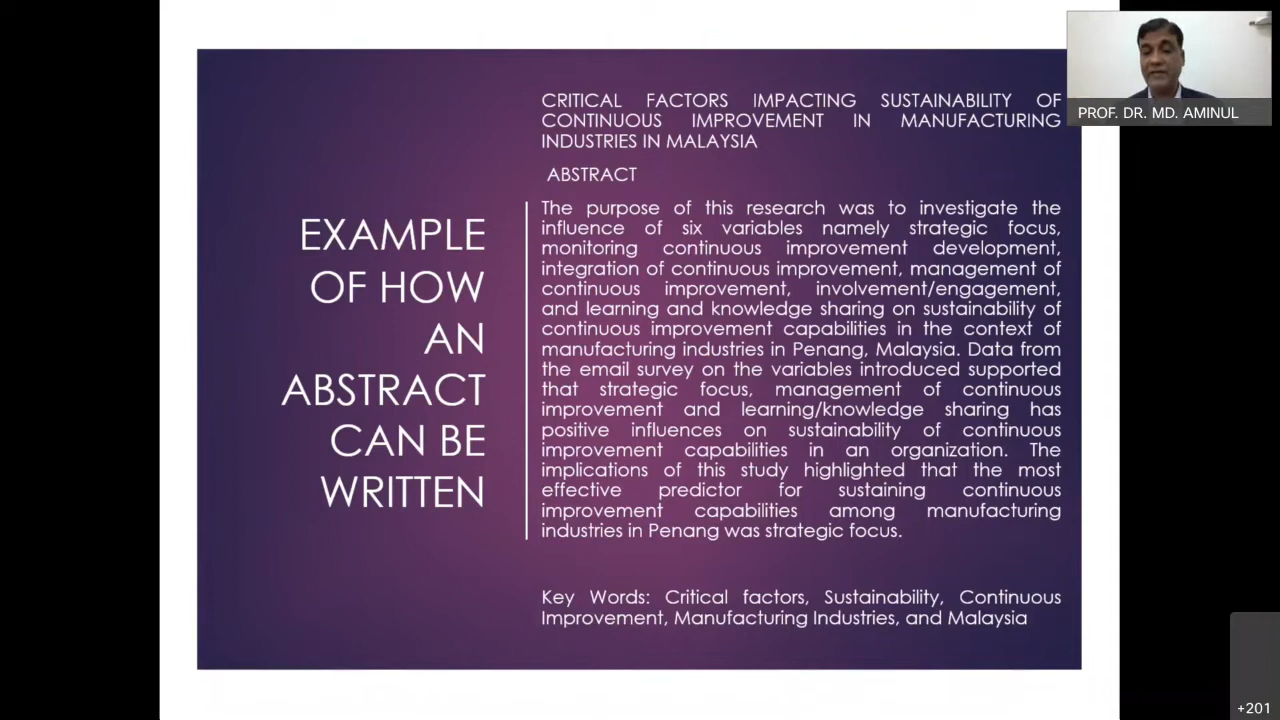 EXAMPLE
OF HOW
AN
ABSTRACT
CAN BE
WRITTEN
CRITICAL FACTORS IMPACTING SUSTAINABILITY OF
CONTINUOUS IMPROVEMENT IN MANUFACTURING
INDUSTRIES IN MALAYSIA
ABSTRACT
The purpose of this research was to investigate the
influence of six variables namely strategic focus,
monitoring continuous improvement development,
integration of continuous improvement, management of
continuous improvement, involvement/engagement,
and learning and knowledge sharing on sustainability of
continuous improvement capabilities in the context of
manufacturing industries in Penang, Malaysia. Data from
the email survey on the variables introduced supported
that strategic focus, management of continuous
improvement and learning/knowledge sharing has
positive influences on sustainability of continuous
improvement capabilities in an organization. The
implications of this study highlighted that the most
effective predictor for sustaining continuous
improvement capabilities among manufacturing
industries in Penang was strategic focus.
Key Words: Critical factors, Sustainability, Continuous
Improvement, Manufacturing Industries, and Malaysia
PROF. DR. MD. AMINUL
+201